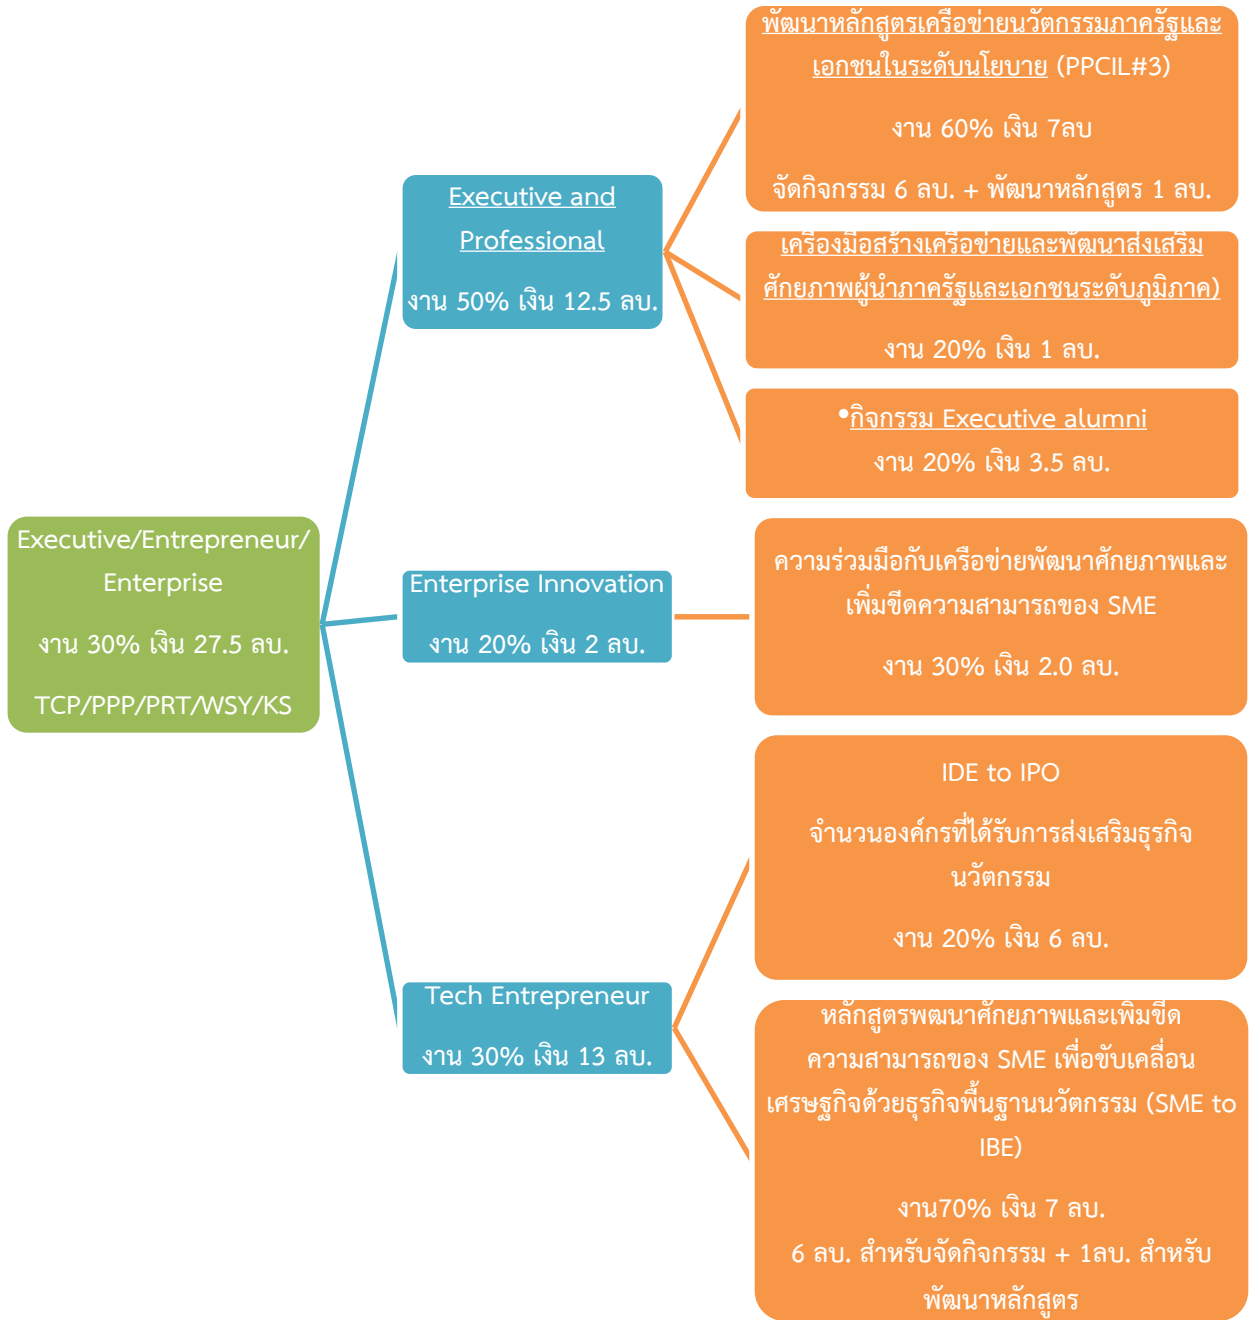 Executive/Entrepreneur/
Enterprise
งาน 30% เงิน 27.5 ลบ.
TCP/PPP/PRT/WSY/KS
Executive and
Professional
งาน 50% เงิน 12.5 ลบ.
พัฒนาหลักสูตรเครือข่ายนวัตกรรมภาครัฐและ
เอกชนในระดับนโยบาย (PPCIL#3)
งาน 60% เงิน 7ลบ
จัดกิจกรรม 6 ลบ. + พัฒนาหลักสูตร 1 ลบ.
เครื่องมือสร้างเครือข่ายและพัฒนาส่งเสริม
ศักยภาพผู้นำภาครัฐและเอกชนระดับภูมิภาค)
งาน 20% เงิน 1 ลบ.
•กิจกรรม Executive alumni
งาน 20% เงิน 3.5 ลบ.
Enterprise Innovation
งาน 20% เงิน 2 ลบ.
ความร่วมมือกับเครือข่ายพัฒนาศักยภาพและ
เพิ่มขีดความสามารถของ SME
งาน 30% เงิน 2.0 ลบ.
Tech Entrepreneur
งาน 30% เงิน 13 ลบ.
IDE to IPO
จำนวนองค์กรที่ได้รับการส่งเสริมธุรกิจ
นวัตกรรม
งาน 20% เงิน 6 ลบ.
หลักสูตรพฒนาศักยภาพและเพิ่มขีด
ความสามารถของ SME เพื่อขับเคลื่อน
เศรษฐกิจด้วยธุรกิจพื้นฐานนวัตกรรม (SME to
IBE)
งาน70% เงิน 7 ลบ.
6 ลบ. สำหรับจัดกิจกรรม + 1ลบ. สำหรับ
พัฒนาหลักสูตร